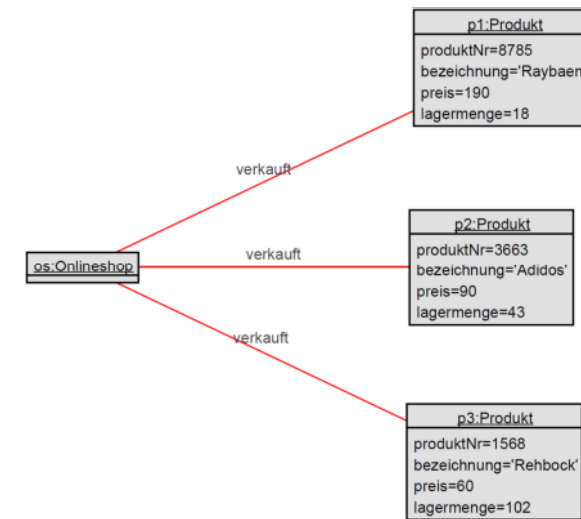 p1:Produkt
produktNr=8785
bezeichnung='Raybaen
preis=190
lagermenge=18
verkauft
p2:Produkt
produktNr=3663
bezeichnung='Adidos'
preis=90
lagermenge=43
verkauft
os:Onlineshop
verkauft
p3:Produkt
produktNr=1568
bezeichnung='Rehbock'
preis=60
lagermenge=102